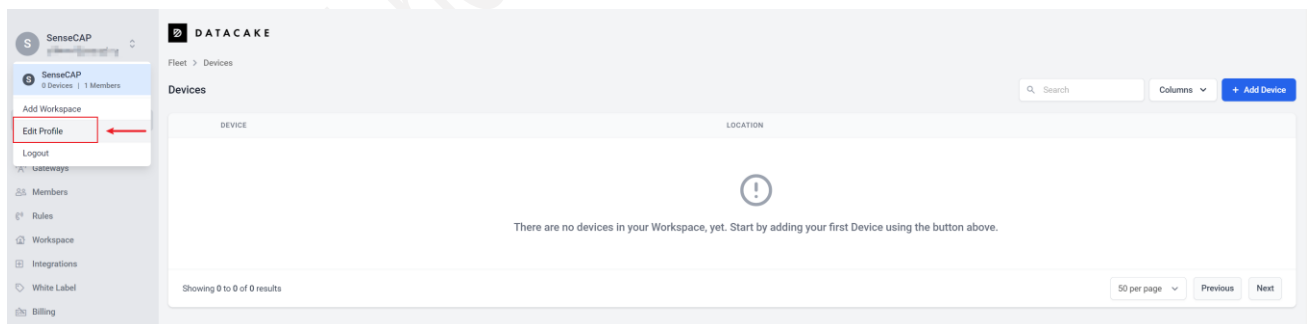 S SenseCAP
DATACAKE
Fleet > Devices
S SenseCAP
0 Devices | 1 Members
Devices
Search
Columns
+ Add Device
Add Workspace
Edit Profile
Logout
DEVICE LOCATION
Gateways
Members
Rules
Workspace
Integrations
White Label
Billing
There are no devices in your Workspace, yet. Start by adding your first Device using the button above.
Showing 0 to 0 of 0 results
50 per page
Previous
Next